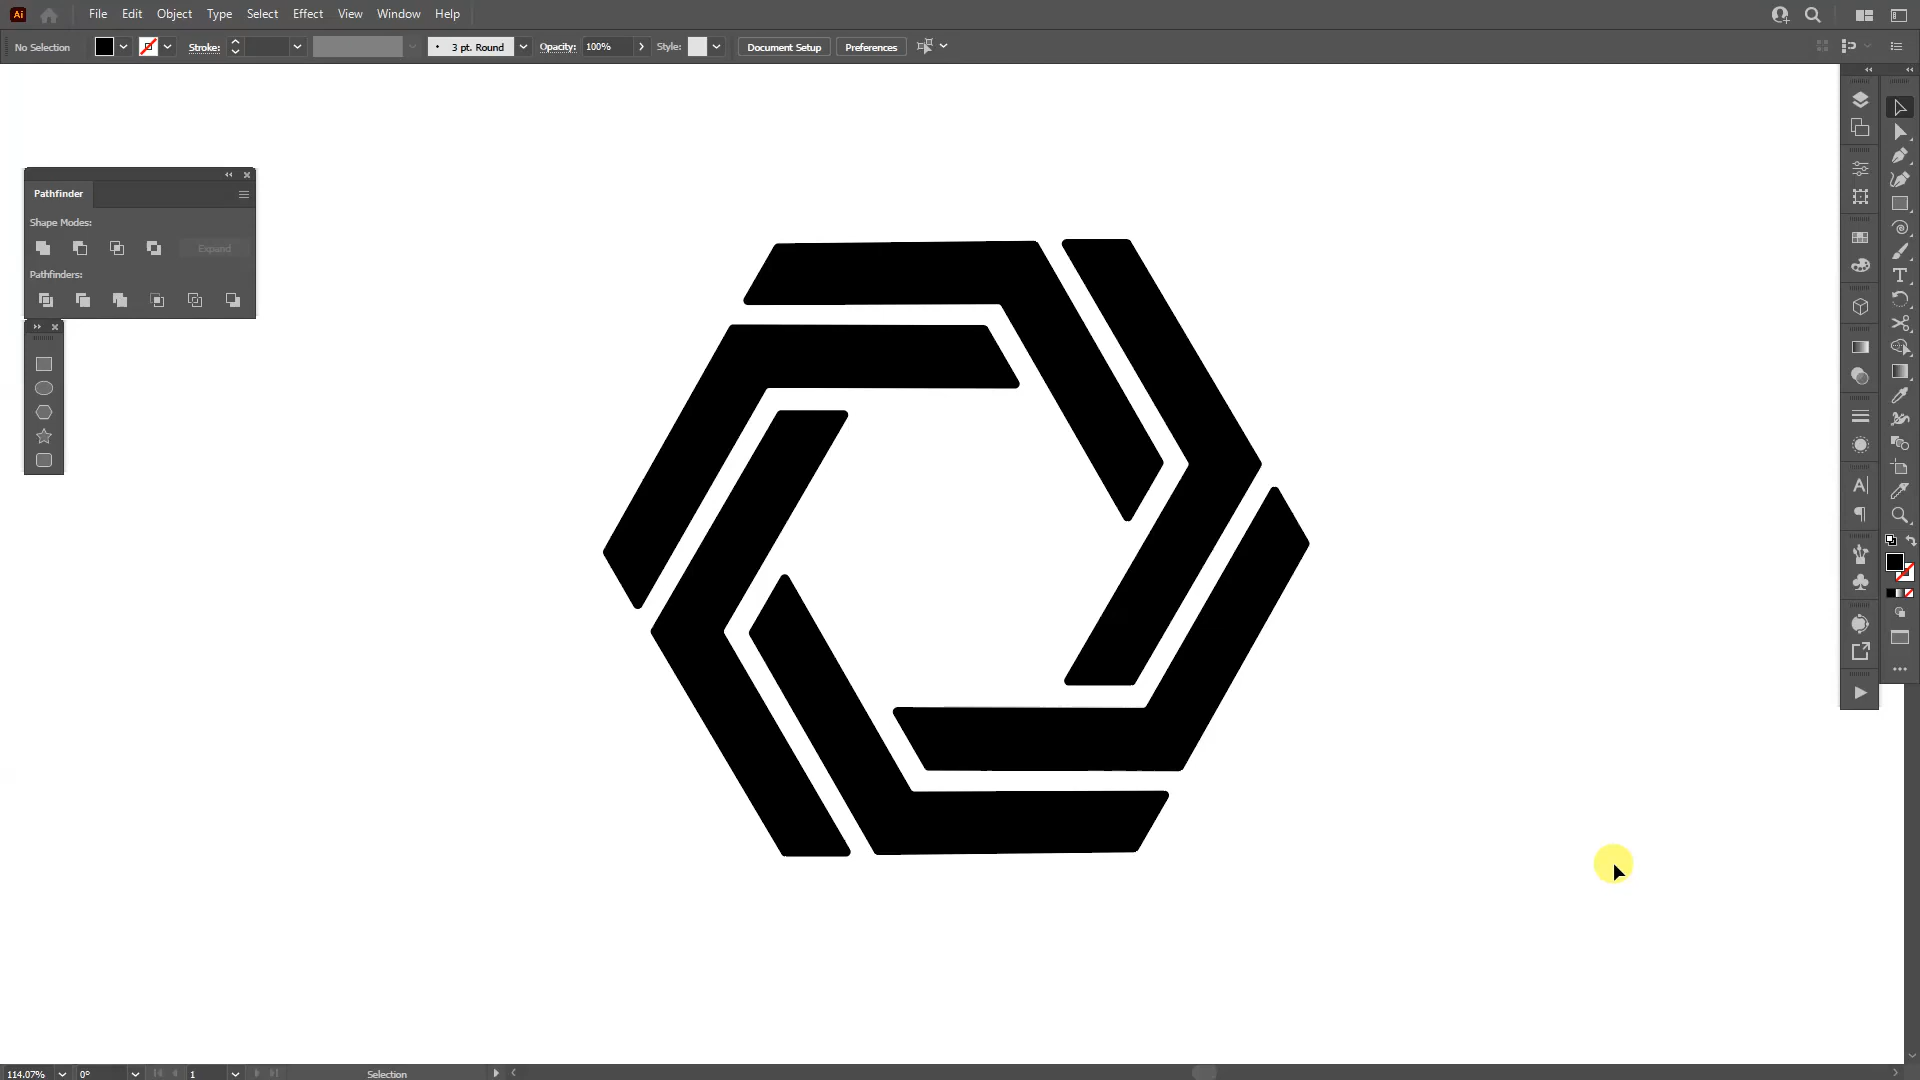 Ai File Edit Object Type Select Effect View Window Help
No Selection Stroke: 3 pt. Round Opacity: 100% Style: Document Setup Preferences
Pathfinder
Shape Modes:
Expand
Pathfinders:
114.07% 0° 1 Selection